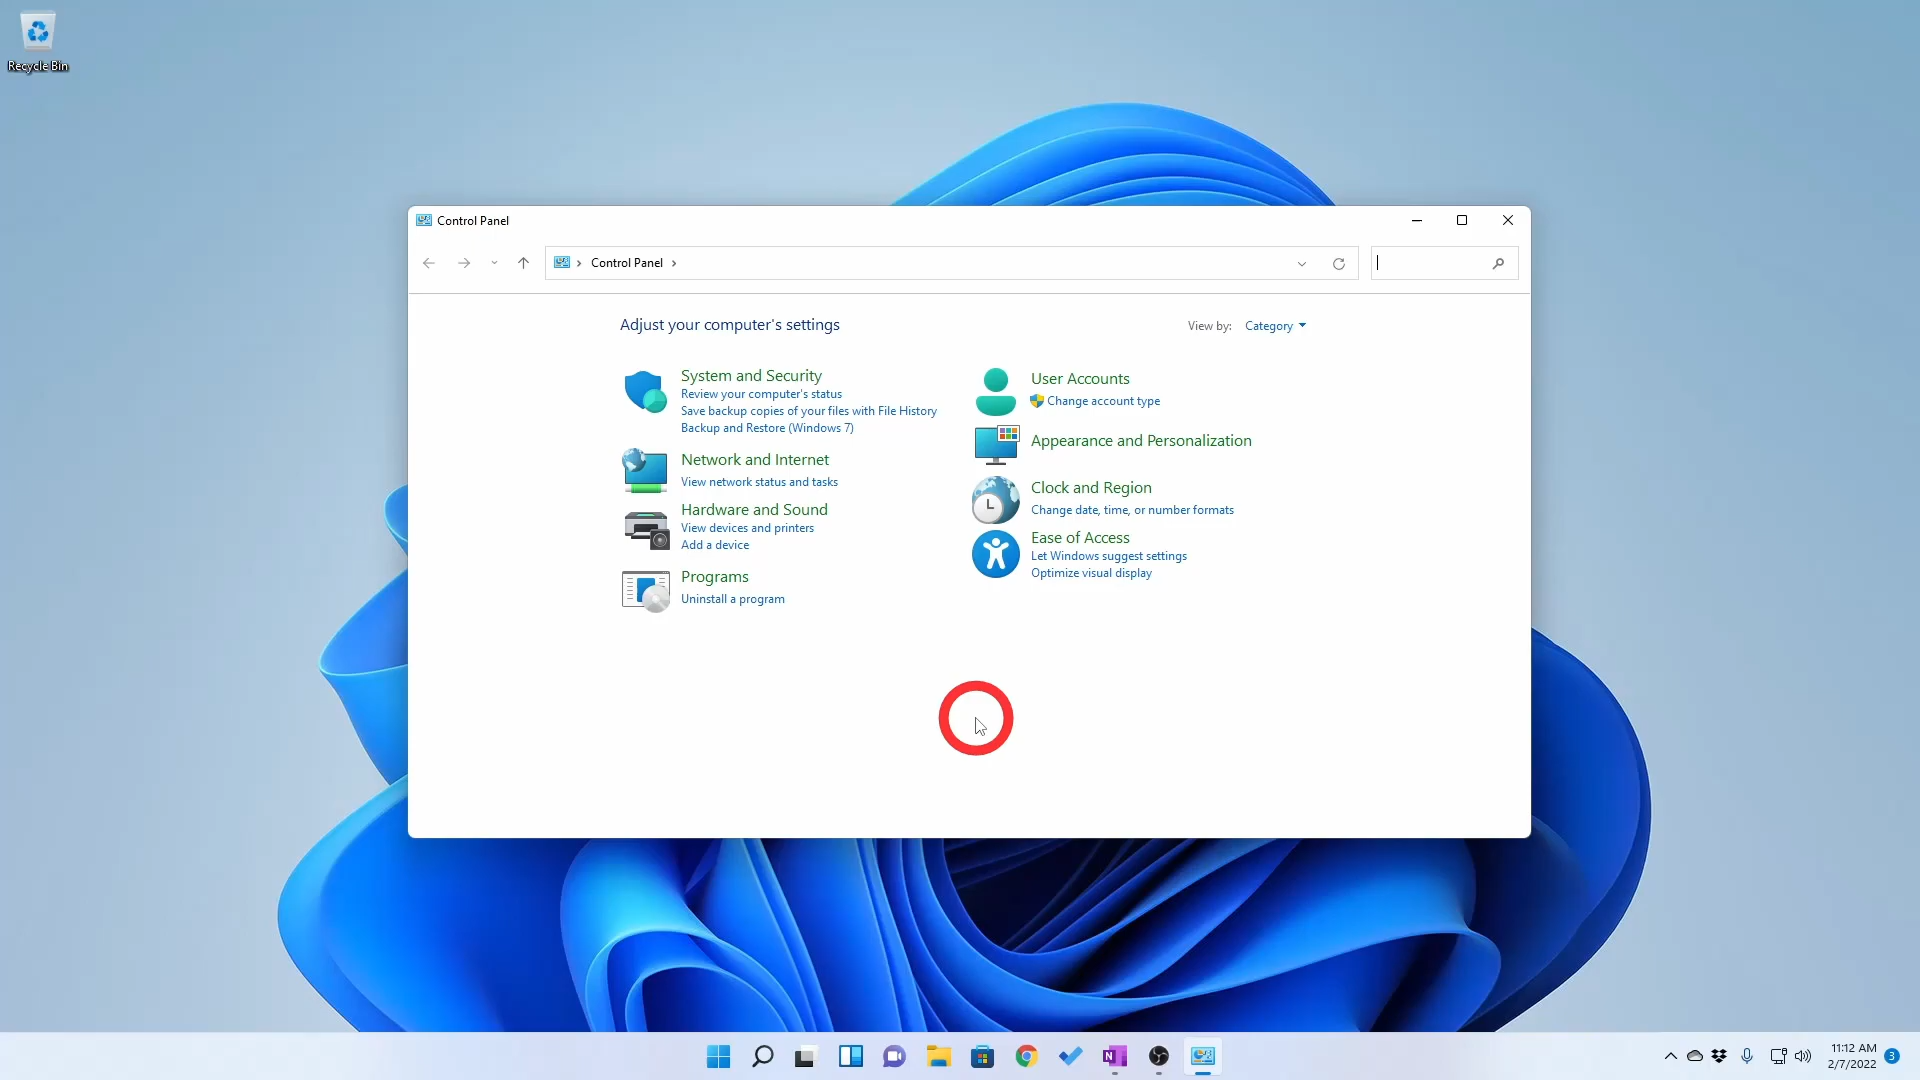 Recycle Bin
Control Panel
Control Panel
Adjust your computer's settings
View by: Category
System and Security
Review your computer's status
Save backup copies of your files with File History
Backup and Restore (Windows 7)
Network and Internet
View network status and tasks
Hardware and Sound
View devices and printers
Add a device
Programs
Uninstall a program
User Accounts
Change account type
Appearance and Personalization
Clock and Region
Change date, time, or number formats
Ease of Access
Let Windows suggest settings
Optimize visual display
N
11:12 AM
2/7/2022
3